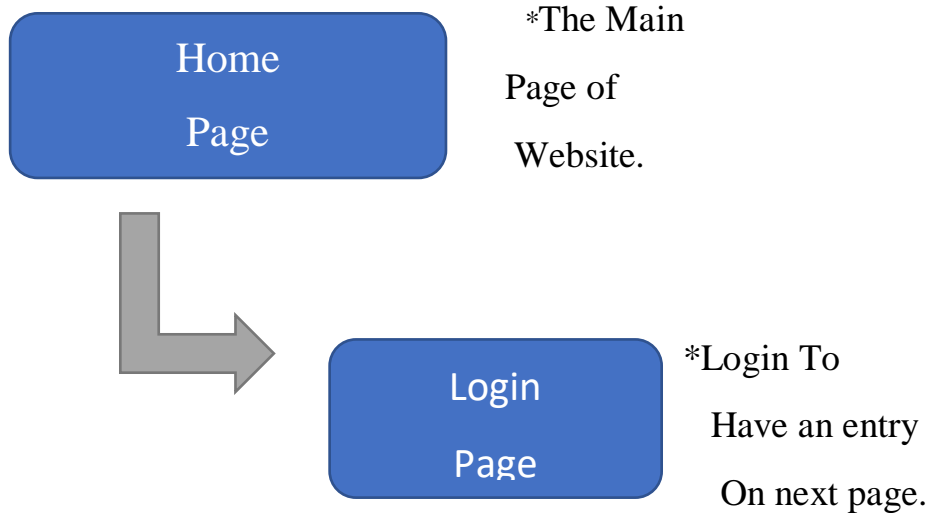 Home
Page
*The Main
Page of
Website.
Login
Page
*Login To
Have an entry
On next page.